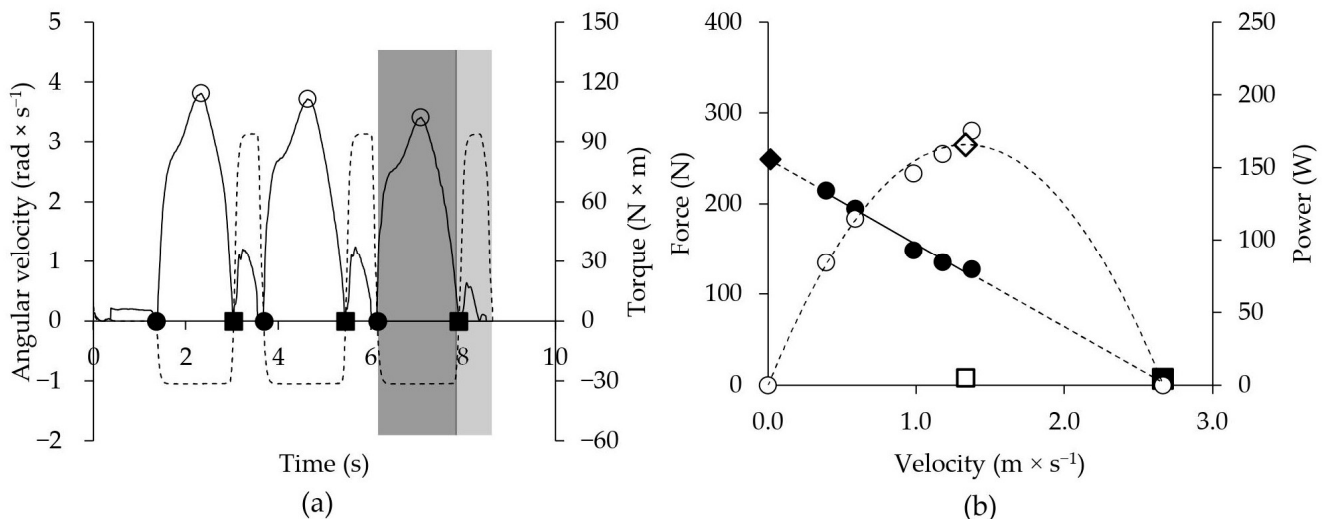 5
4
3
2
1
0
−1
−2
Angular velocity (rad × s⁻¹)
0 2 4 6 8 10
Time (s)
150
120
90
60
30
0
−30
−60
Torque (N × m)
(a)
400
300
200
100
0
Force (N)
0.0 1.0 2.0 3.0
Velocity (m × s⁻¹)
250
200
150
100
50
0
Power (W)
(b)